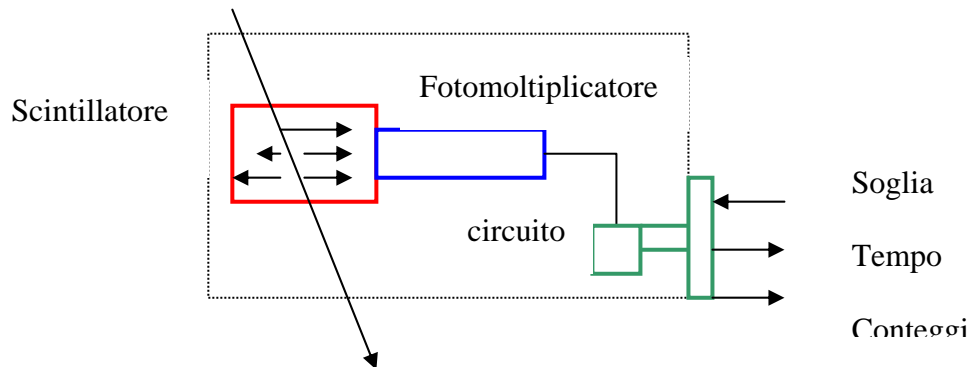 Fotomoltiplicatore
Scintillatore
Soglia
circuito
Tempo
Conteggi